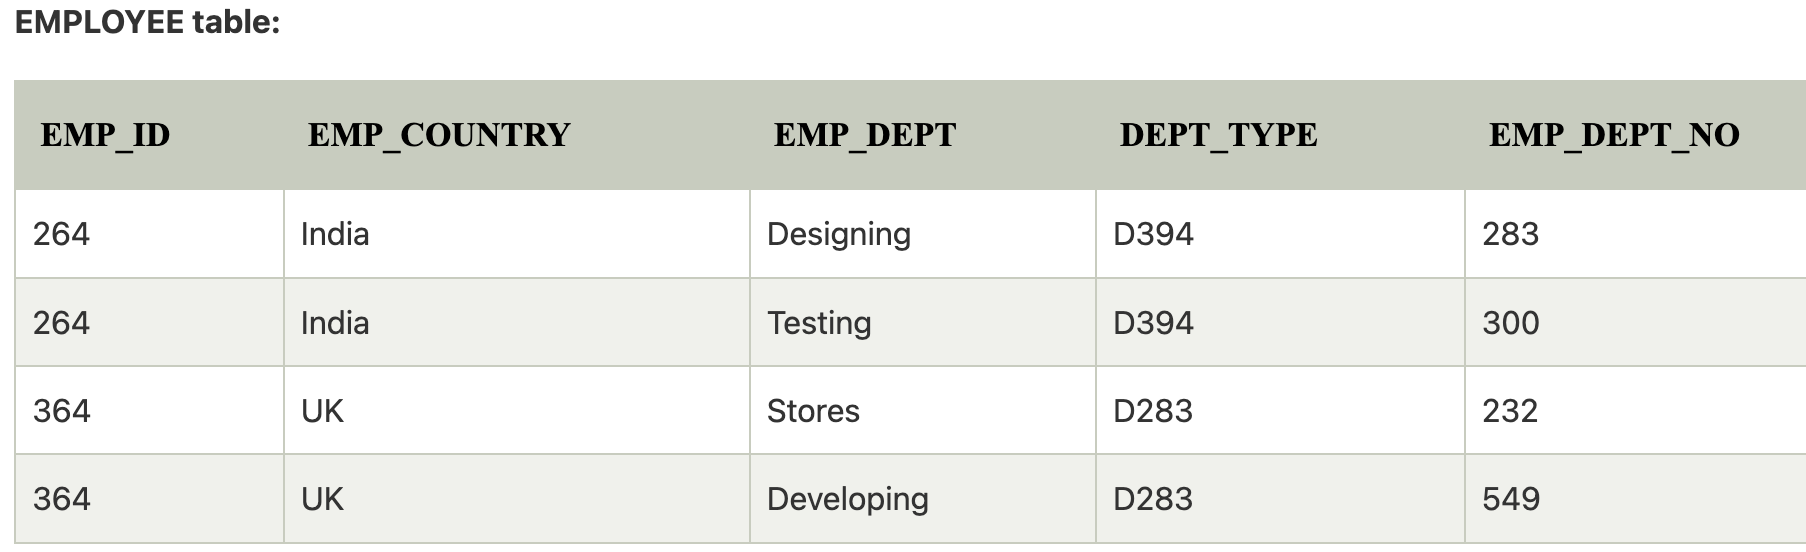 EMPLOYEE table:
EMP_ID EMP_COUNTRY EMP_DEPT DEPT_TYPE EMP_DEPT_NO
264 India Designing D394 283
264 India Testing D394 300
364 UK Stores D283 232
364 UK Developing D283 549